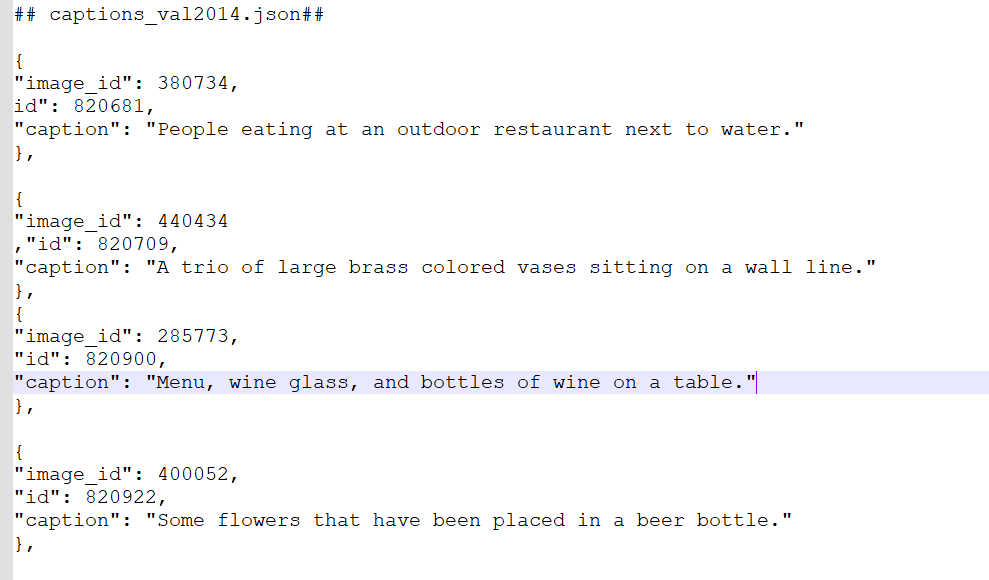 ## captions_val2014.json##
{
"image_id": 380734,
id": 820681,
"caption": "People eating at an outdoor restaurant next to water."
},
{
"image_id": 440434
,"id": 820709,
"caption": "A trio of large brass colored vases sitting on a wall line."
},
{
"image_id": 285773,
"id": 820900,
"caption": "Menu, wine glass, and bottles of wine on a table."
},
{
"image_id": 400052,
"id": 820922,
"caption": "Some flowers that have been placed in a beer bottle."
},